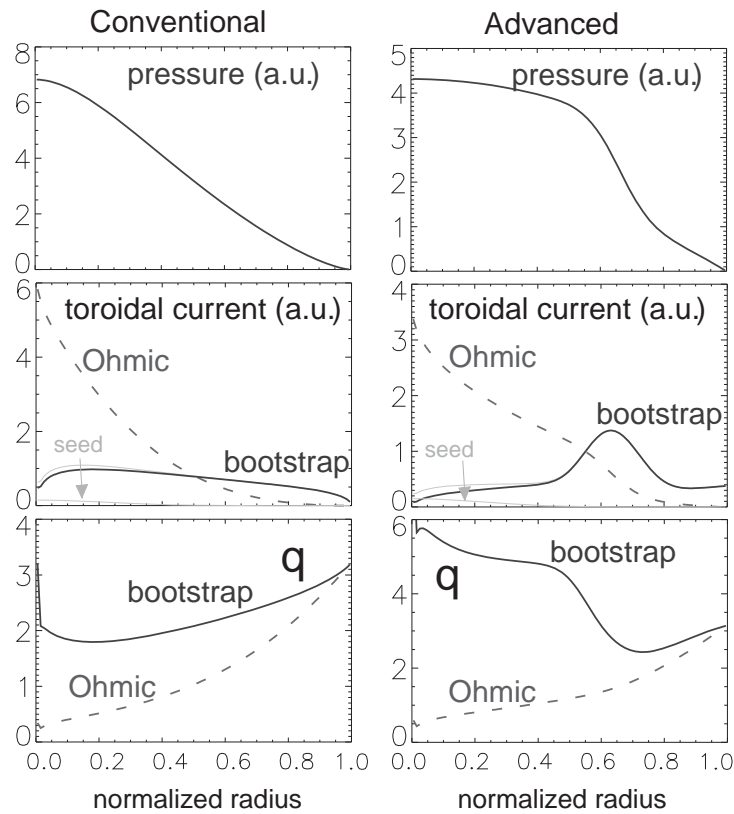 Conventional
Advanced
8
7
6
4
2
0
pressure (a.u.)
5
4
3
2
1
0
pressure (a.u.)
6
4
2
0
toroidal current (a.u.)
Ohmic
seed
bootstrap
4
3
2
1
0
toroidal current (a.u.)
Ohmic
seed
bootstrap
4
3
2
1
0
q
bootstrap
Ohmic
0.0 0.2 0.4 0.6 0.8 1.0
normalized radius
6
4
2
0
q
bootstrap
Ohmic
0.0 0.2 0.4 0.6 0.8 1.0
normalized radius